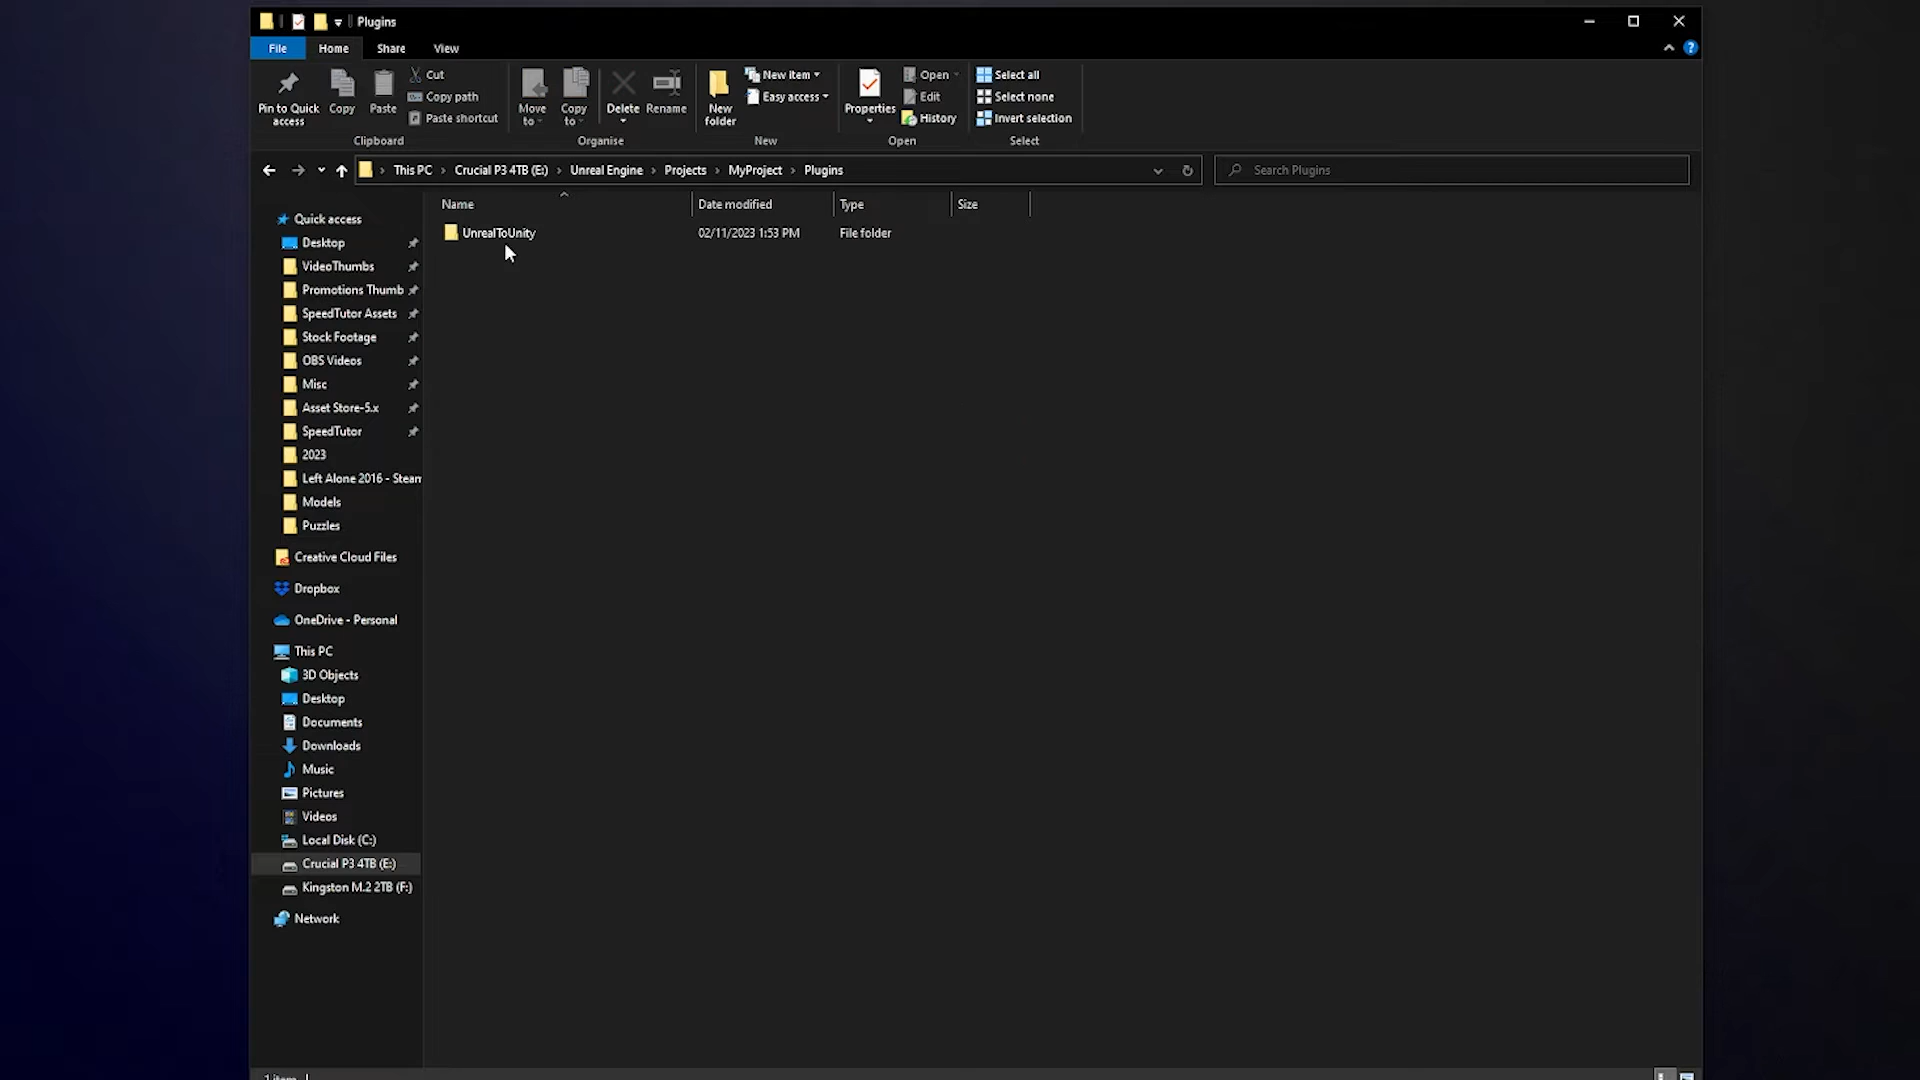 Plugins
File Home Share View
Pin to Quick access
Copy
Paste
Cut
Copy path
Paste shortcut
Clipboard
Move to
Copy to
Delete
Rename
Organise
New folder
New item
Easy access
New
Properties
Open
Edit
History
Open
Select all
Select none
Invert selection
Select
This PC > Crucial P3 4TB (E:) > Unreal Engine > Projects > MyProject > Plugins
Search Plugins
Name Date modified Type Size
UnrealToUnity 02/11/2023 1:53 PM File folder
Quick access
Desktop
VideoThumbs
Promotions Thumb
SpeedTutor Assets
Stock Footage
OBS Videos
Misc
Asset Store-5.x
SpeedTutor
2023
Left Alone 2016 - Steam
Models
Puzzles
Creative Cloud Files
Dropbox
OneDrive - Personal
This PC
3D Objects
Desktop
Documents
Downloads
Music
Pictures
Videos
Local Disk (C:)
Crucial P3 4TB (E:)
Kingston M.2 2TB (F:)
Network
1 item